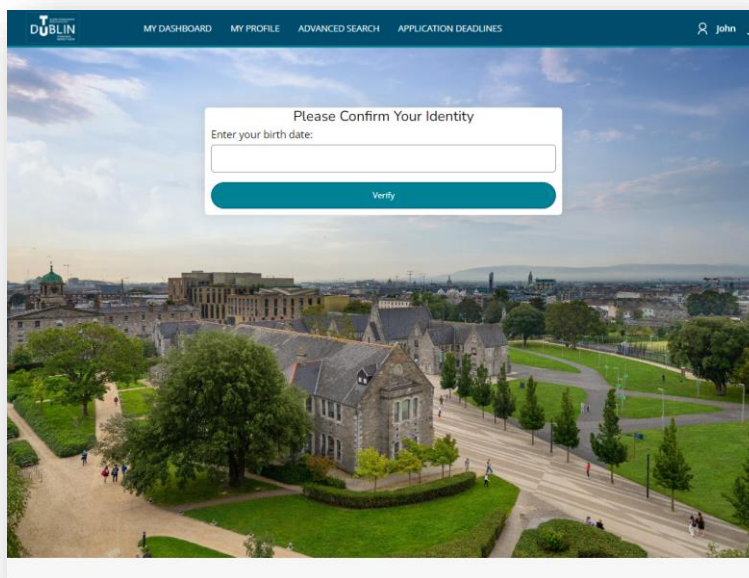 DUBLIN
MY DASHBOARD MY PROFILE ADVANCED SEARCH APPLICATION DEADLINES John
Please Confirm Your Identity
Enter your birth date:
Verify